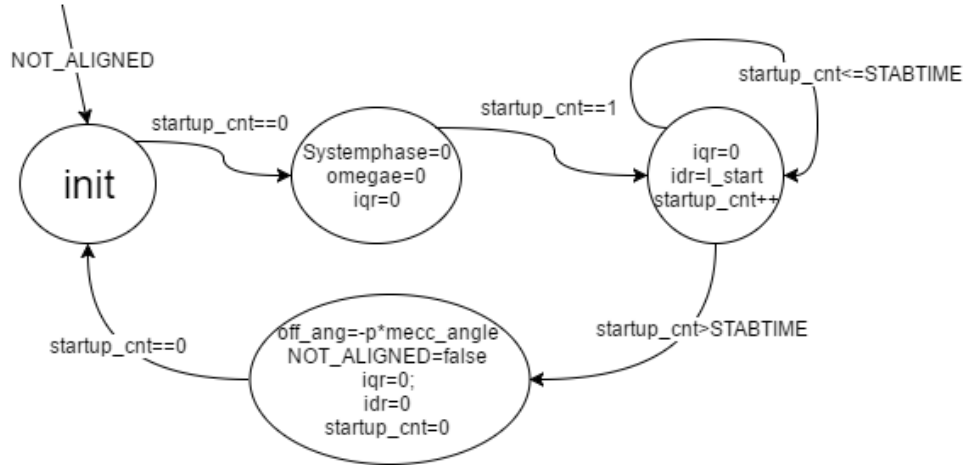 NOT_ALIGNED
startup_cnt==0
init
Systemphase=0
omegae=0
iqr=0
startup_cnt==1
startup_cnt<=STABTIME
iqr=0
idr=I_start
startup_cnt++
startup_cnt>STABTIME
off_ang=-p*mecc_angle
NOT_ALIGNED=false
iqr=0;
idr=0
startup_cnt=0
startup_cnt==0